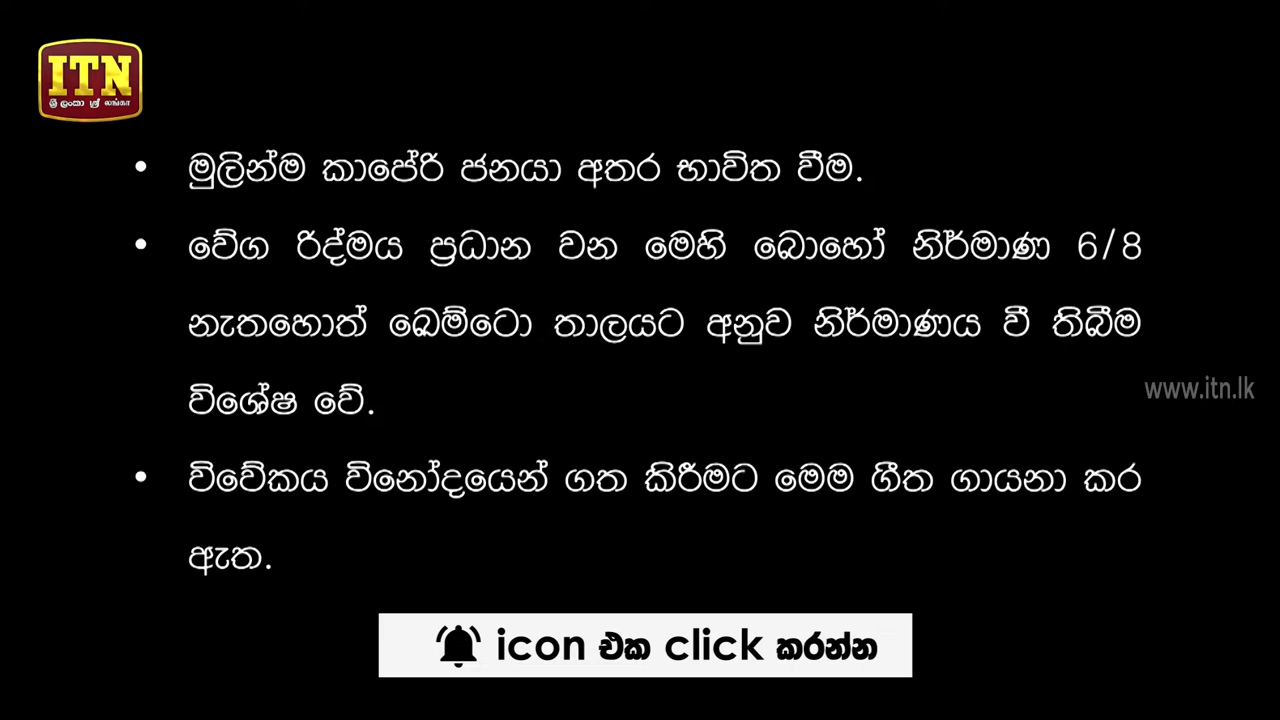 ITN
ශ්‍රී ලංකා ஸ்ரீ லங்கா
• මුලින්ම කාපේරි ජනයා අතර භාවිත වීම.
• වේග රිද්මය ප්‍රධාන වන මෙහි බොහෝ නිර්මාණ 6/8
නැතහොත් ඛෙම්ටො තාලයට අනුව නිර්මාණය වී තිබීම
විශේෂ වේ.
www.itn.lk
• විවේකය විනෝදයෙන් ගත කිරීමට මෙම ගීත ගායනා කර
ඇත.
icon එක click කරන්න